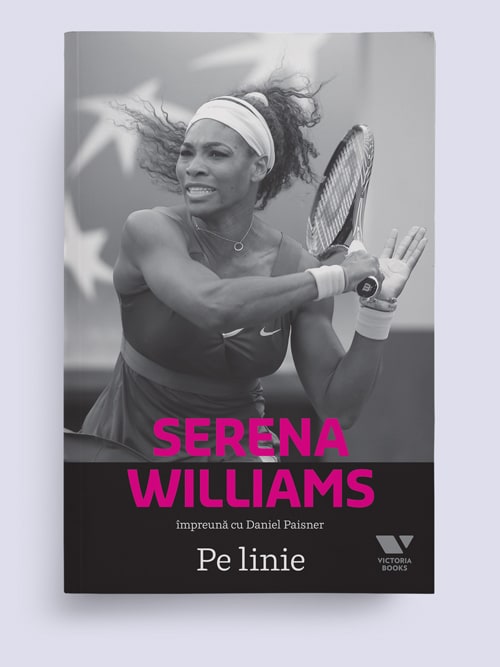 SERENA
WILLIAMS
împreună cu Daniel Paisner
Pe linie
VICTORIA
BOOKS